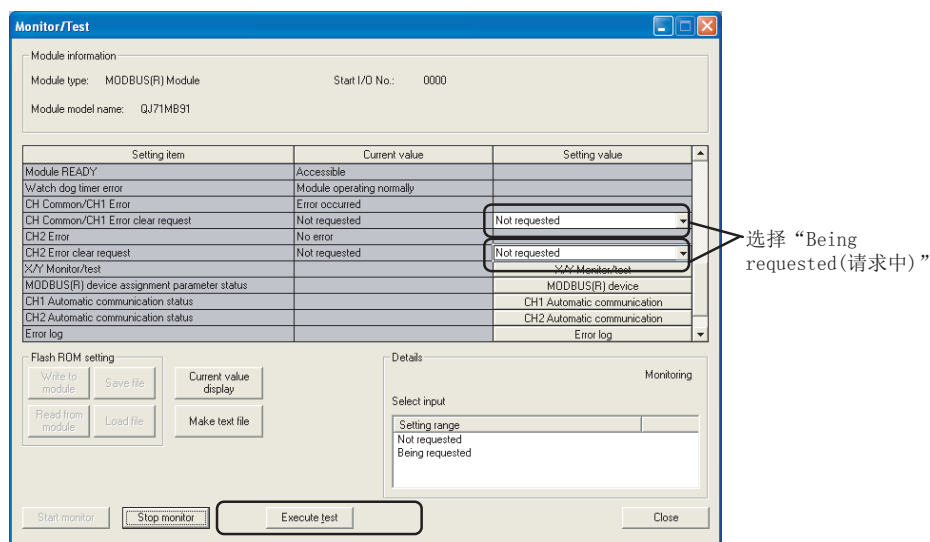 Monitor/Test
Module information
Module type: MODBUS(R) Module Start I/O No.: 0000
Module model name: QJ71MB91
Setting item Current value Setting value
Module READY Accessible
Watch dog timer error Module operating normally
CH Common/CH1 Error Error occurred
CH Common/CH1 Error clear request Not requested Not requested
CH2 Error No error
CH2 Error clear request Not requested Not requested
X/Y Monitor/test X/Y Monitor/test
MODBUS(R) device assignment parameter status MODBUS(R) device
CH1 Automatic communication status CH1 Automatic communication
CH2 Automatic communication status CH2 Automatic communication
Error log Error log
选择“Being
requested(请求中)”
Flash ROM setting
Write to
module
Save file
Current value
display
Read from
module
Load file
Make text file
Details
Monitoring
Select input
Setting range
Not requested
Being requested
Start monitor Stop monitor Execute test Close